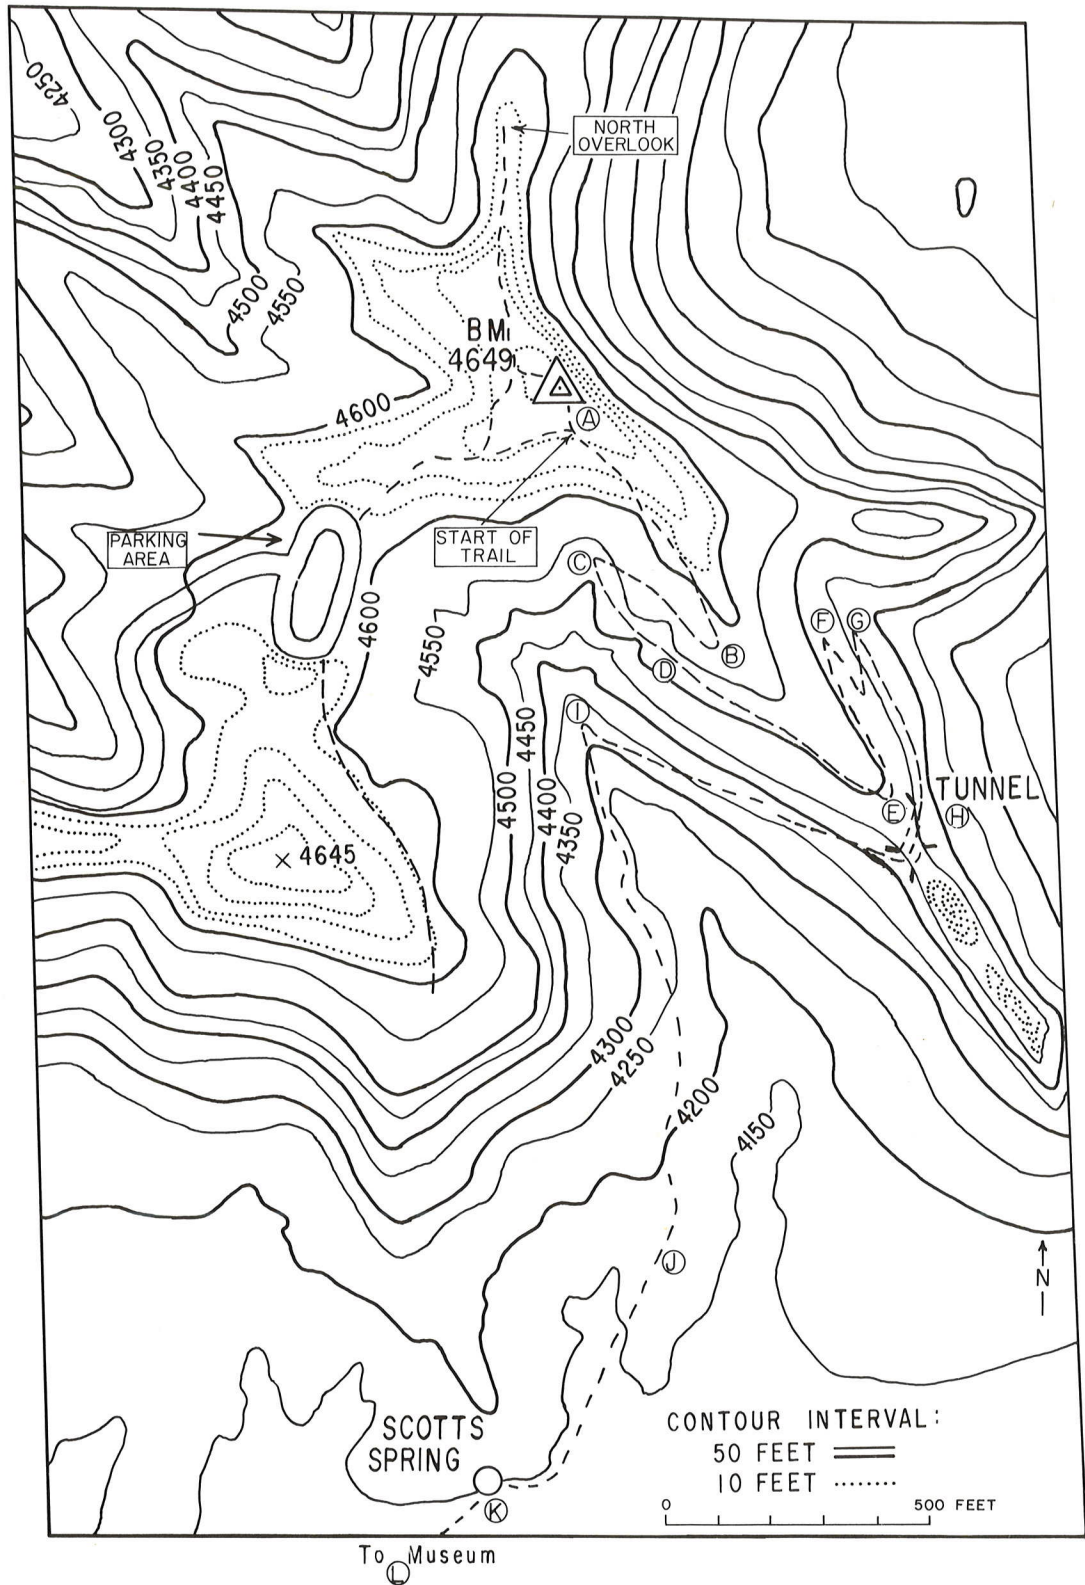 4250
4300
4350
4400
4450
4500
4550
NORTH
OVERLOOK
BM
4649
4600
A
PARKING
AREA
START OF
TRAIL
C
4600
4550
F
G
B
D
I
4500
4450
4400
4350
TUNNEL
E
H
4645
4300
4250
4200
4150
N
J
SCOTTS
SPRING
K
CONTOUR INTERVAL:
50 FEET
10 FEET
0
500 FEET
To Museum
L